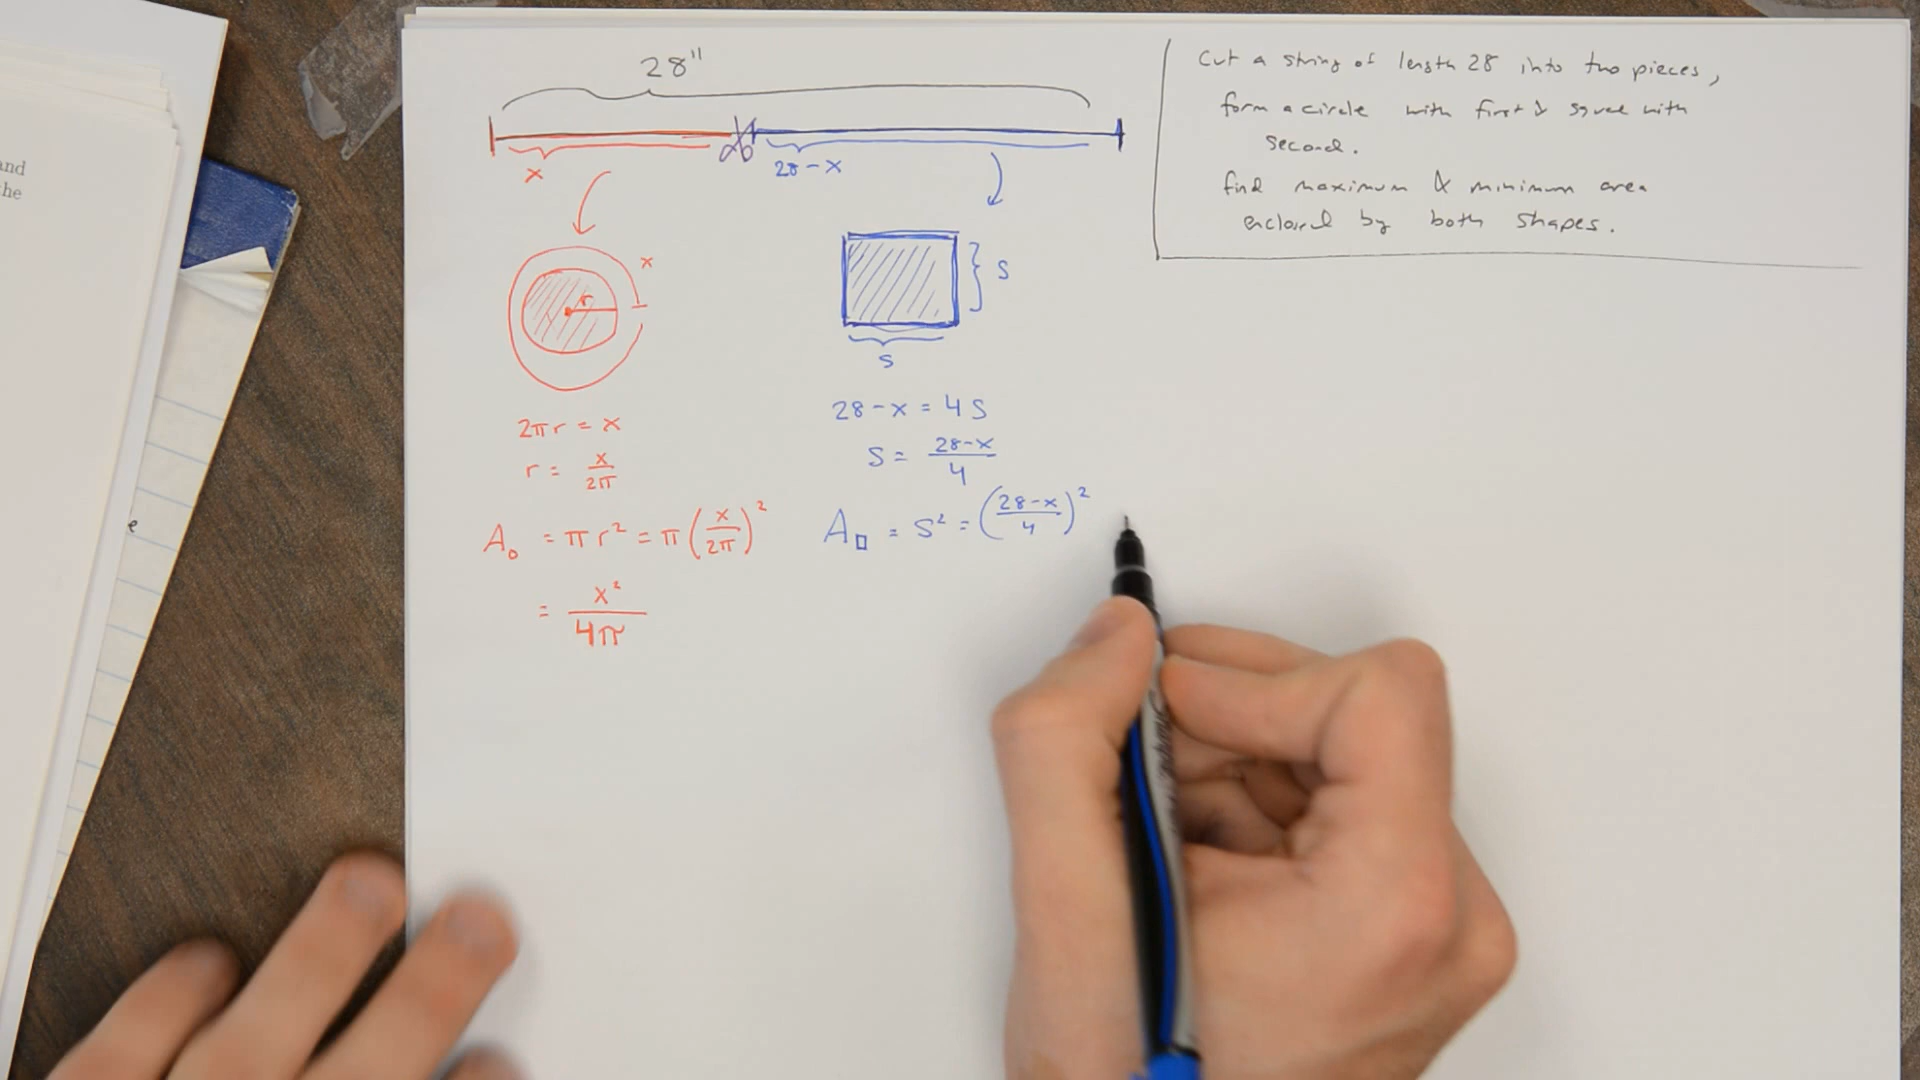 and
the
e
28"
x
28-x
Cut a string of length 28 into two pieces,
form a circle with first & square with
second.
find maximum & minimum area
enclosed by both shapes.
x
r
s
s
2πr = x
r = x/2π
A○ = πr² = π(x/2π)²
= x²/4π
28-x = 4s
s = 28-x/4
A□ = s² = (28-x/4)²